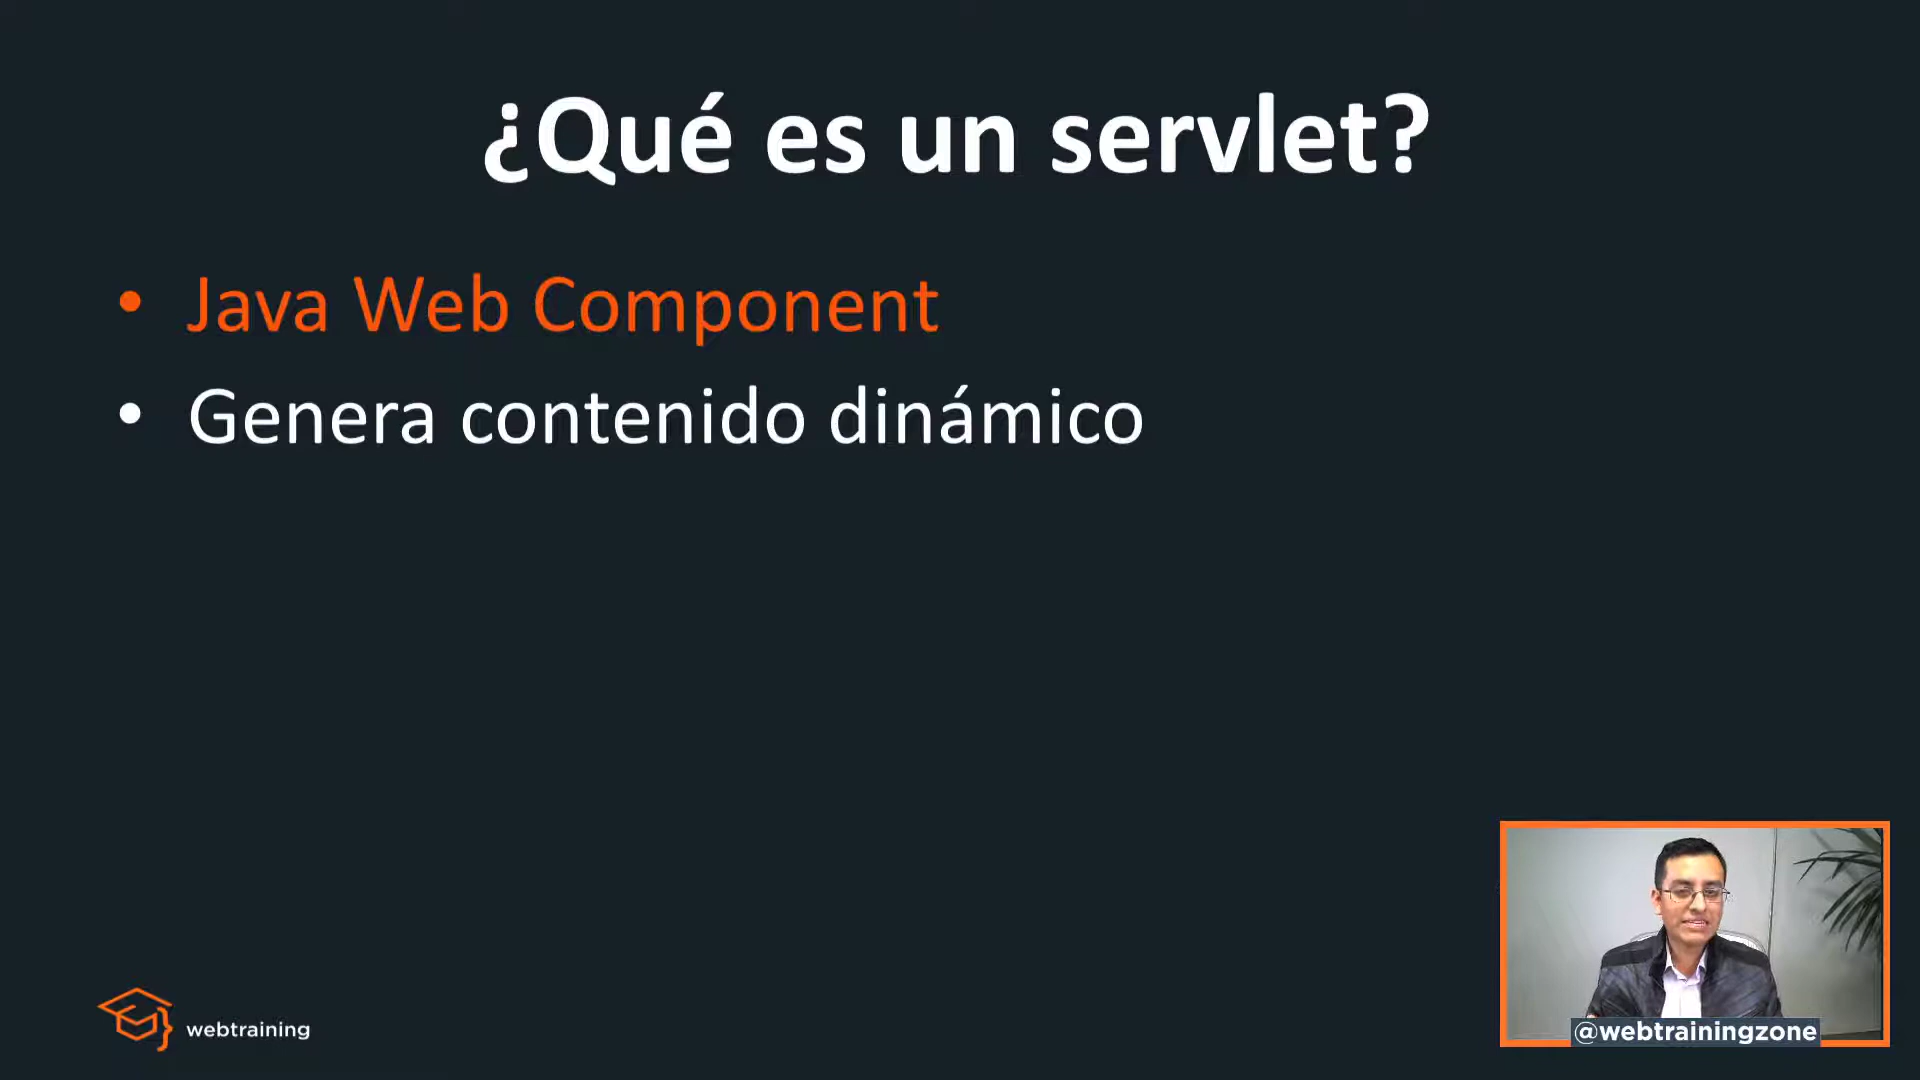 ¿Qué es un servlet?
• Java Web Component
• Genera contenido dinámico
webtraining
@webtrainingzone